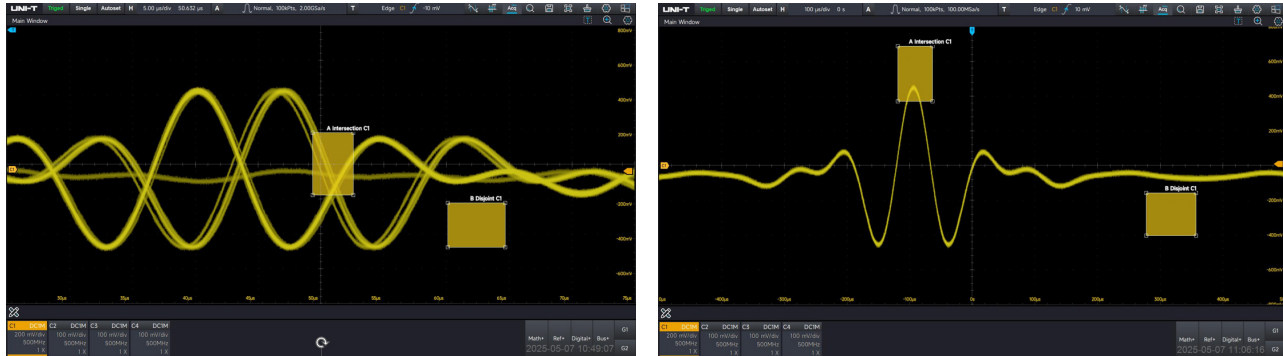 UNI-T Trged Single Autoset H 5.00 μs/div 50.632 μs A Normal, 100kPts, 2.00GSa/s T Edge C1 -10 mV Acq
Main Window
T
800mV
600mV
400mV
A Intersection C1
200mV
C1
B Disjoint C1
-200mV
-400mV
-600mV
30μs 35μs 40μs 45μs 50μs 55μs 60μs 65μs 70μs 75μs
C1 DC1M C2 DC1M C3 DC1M C4 DC1M
200 mV/div 100 mV/div 100 mV/div 100 mV/div
500MHz 500MHz 500MHz 500MHz
1 X 1 X 1 X 1 X
Math+ Ref+ Digital+ Bus+
G1
2025-05-07 10:49:07 G2
UNI-T Trged Single Autoset H 100 μs/div 0 s A Normal, 100kPts, 100.00MSa/s T Edge C1 10 mV Acq
Main Window
T
A Intersection C1
600mV
400mV
200mV
C1
B Disjoint C1
-200mV
-400mV
-600mV
-400μs -300μs -200μs -100μs 0s 100μs 200μs 300μs 400μs
C1 DC1M C2 DC1M C3 DC1M C4 DC1M
200 mV/div 100 mV/div 100 mV/div 100 mV/div
500MHz 500MHz 500MHz 500MHz
1 X 1 X 1 X 1 X
Math+ Ref+ Digital+ Bus+
G1
2025-05-07 11:06:16 G2